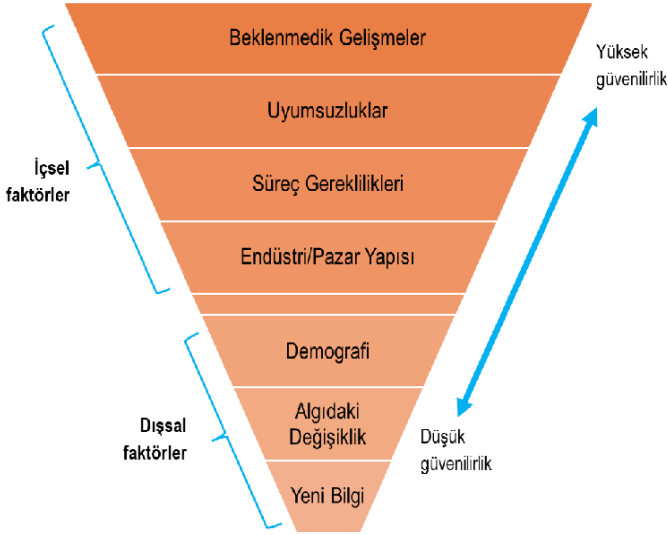 Beklenmedik Gelişmeler
Yüksek
güvenilirlik
Uyumsuzluklar
İçsel
faktörler
Süreç Gereklilikleri
Endüstri/Pazar Yapısı
Demografi
Algıdaki
Değişiklik
Dışsal
faktörler
Düşük
güvenilirlik
Yeni Bilgi